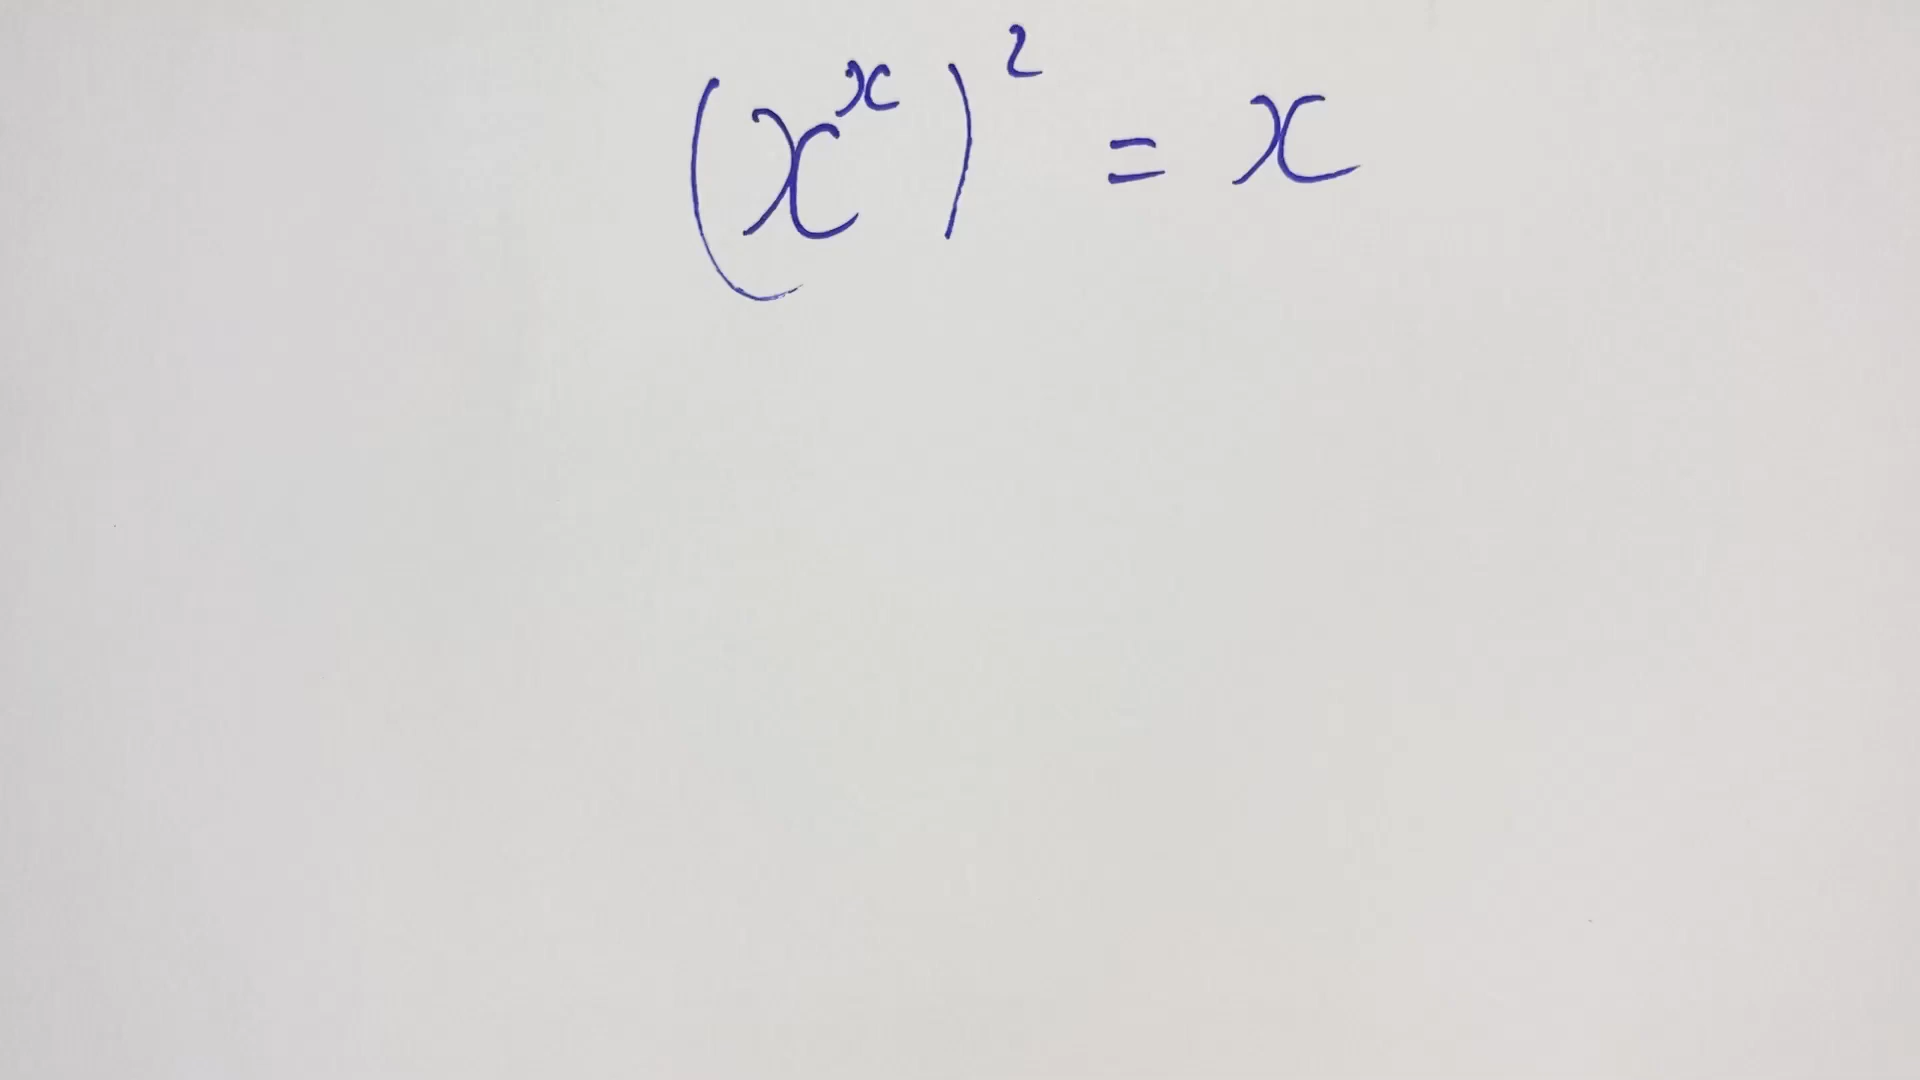 (x^x)^2 = x